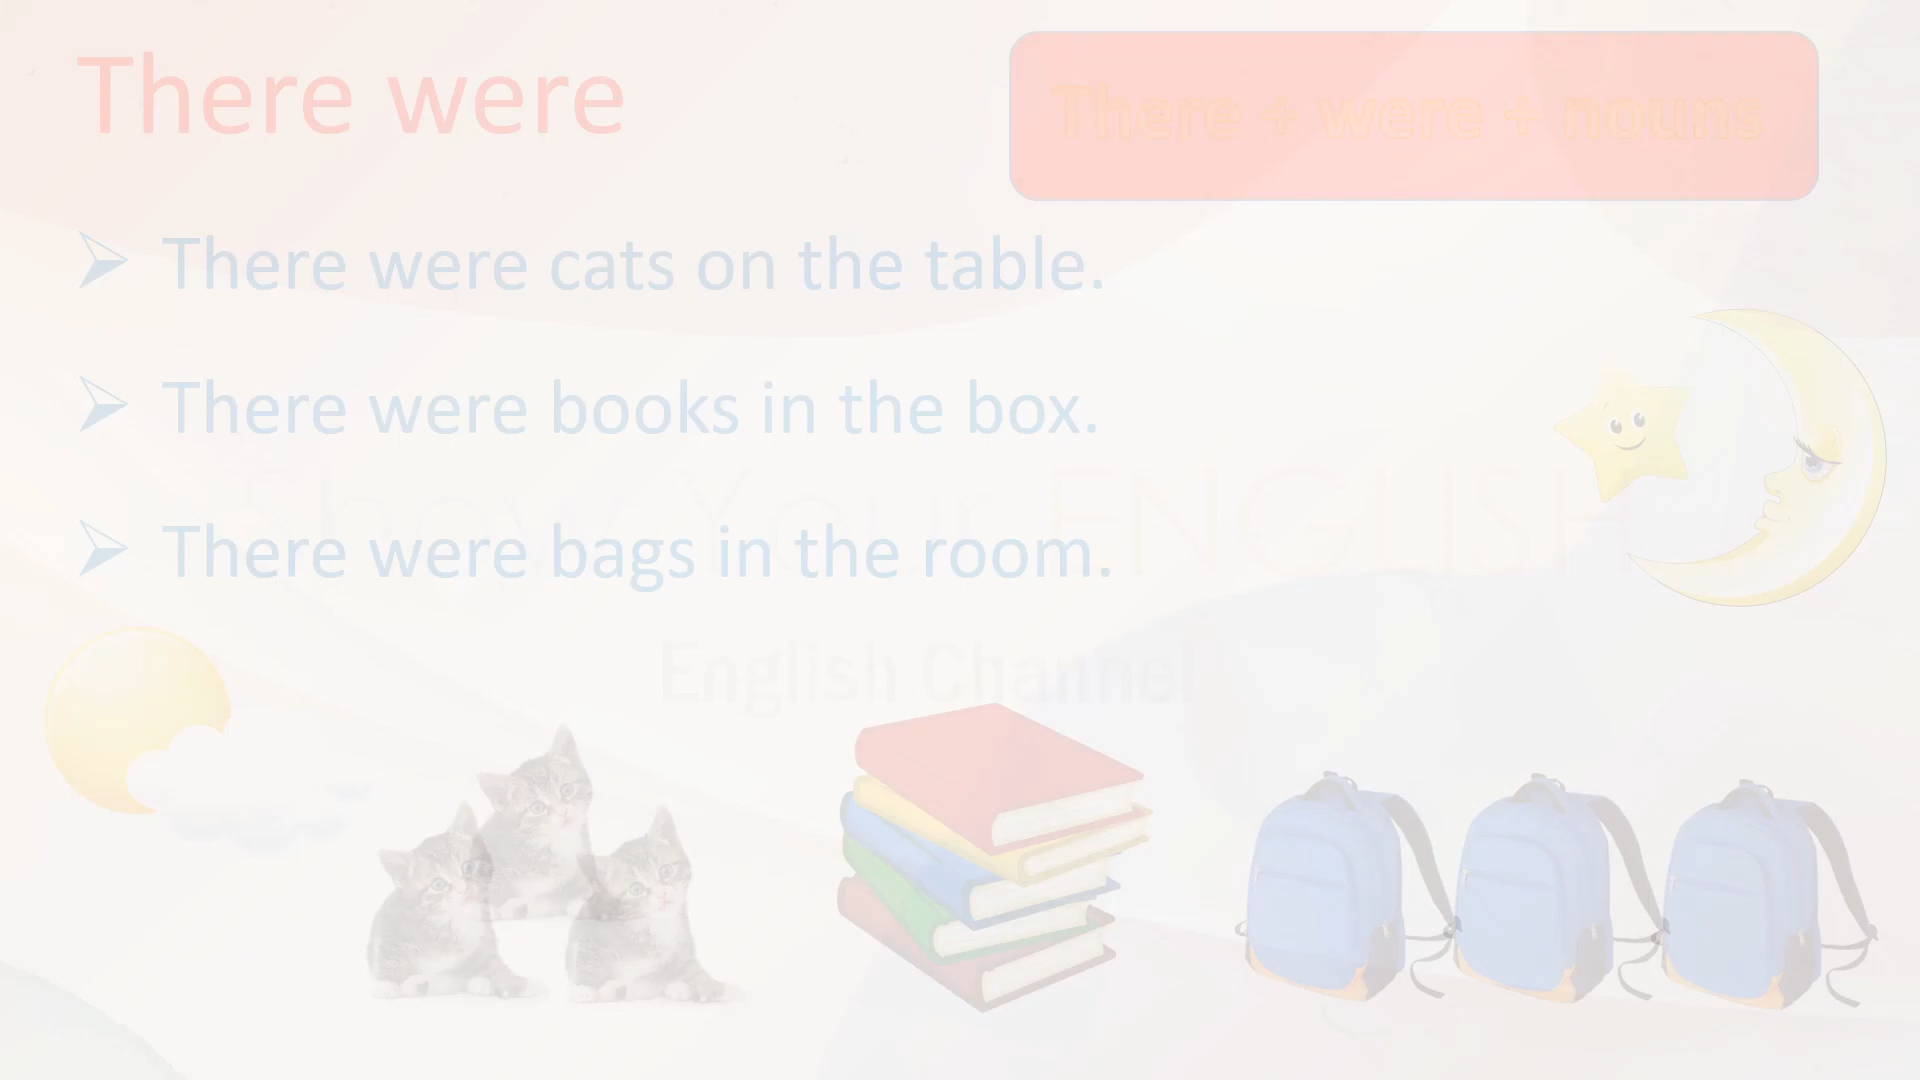 There were
There + were + nouns
There were cats on the table.
There were books in the box.
Show Your ENGLISH
There were bags in the room.
English Channel